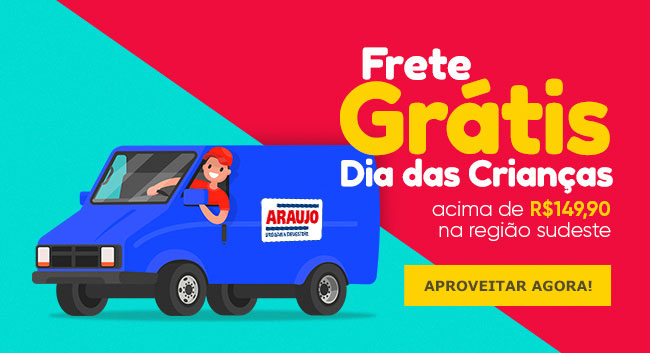 Frete
Grátis
Dia das Crianças
acima de R$149,90
na região sudeste
ARAUJO
APROVEITAR AGORA!